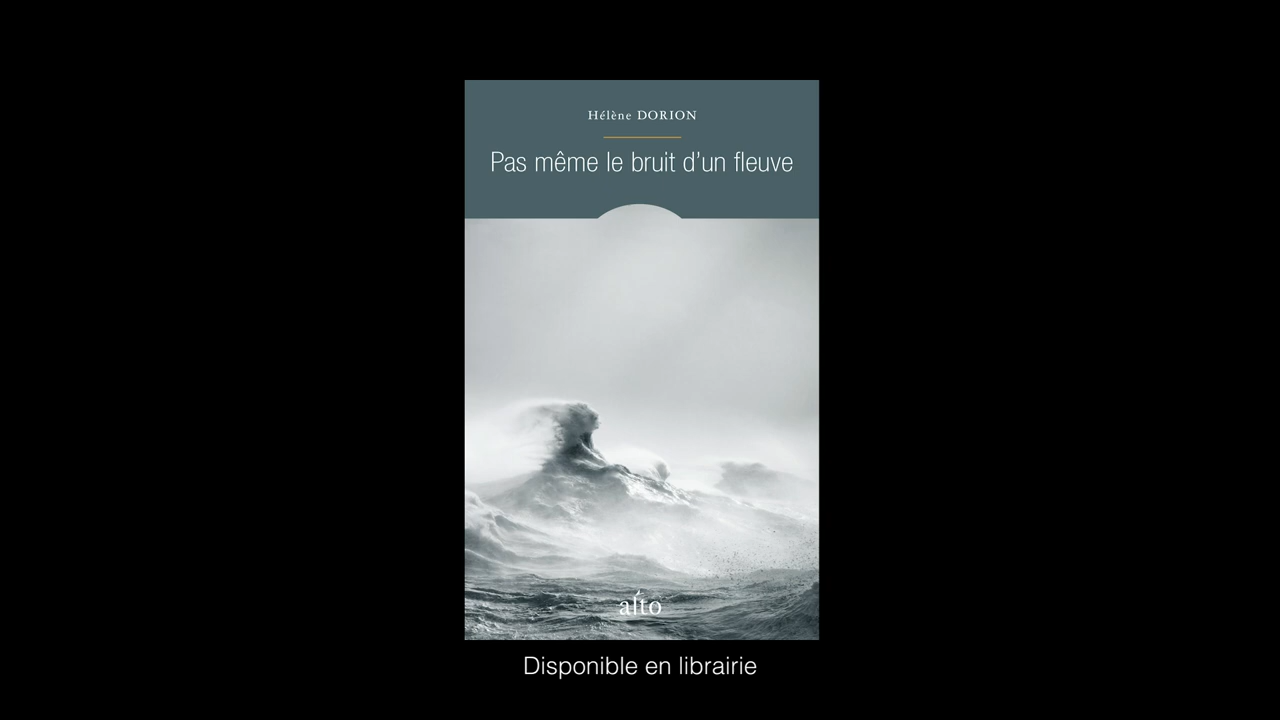 Hélène DORION
Pas même le bruit d’un fleuve
alto
Disponible en librairie